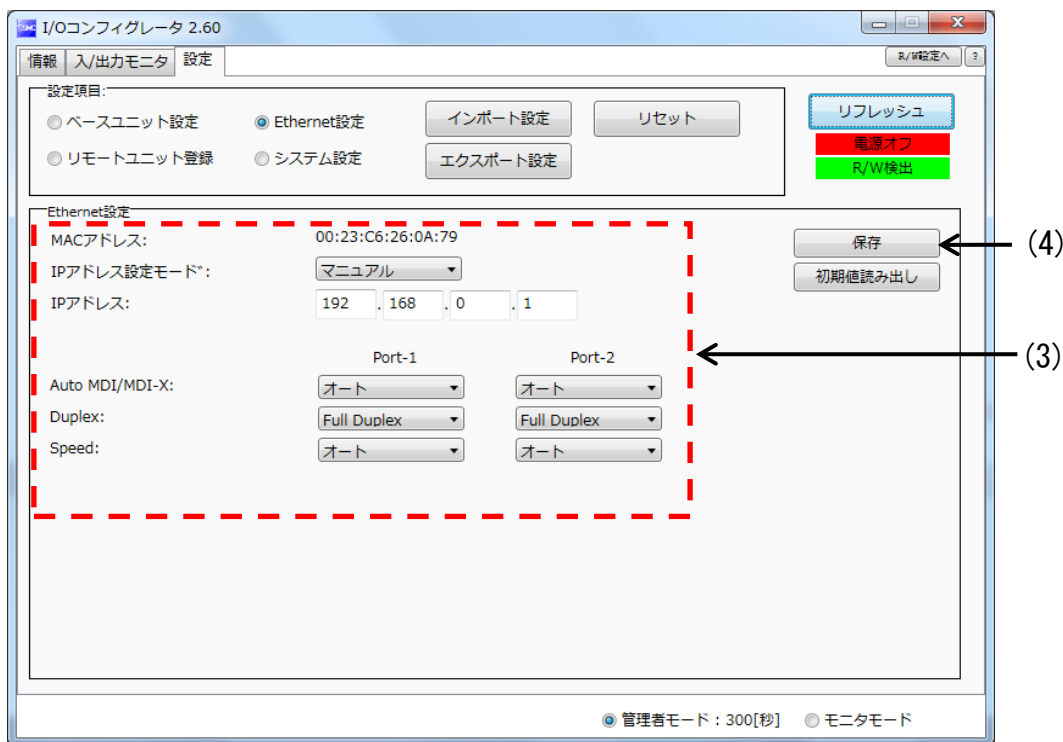 I/Oコンフィグレータ 2.60
情報 入/出力モニタ 設定 R/W設定へ ?
設定項目:
ベースユニット設定 Ethernet設定 インポート設定 リセット リフレッシュ
電源オフ
リモートユニット登録 システム設定 エクスポート設定 R/W検出
Ethernet設定
MACアドレス: 00:23:C6:26:0A:79 保存 (4)
IPアドレス設定モード: マニュアル 初期値読み出し
IPアドレス: 192 . 168 . 0 . 1
Port-1 Port-2 (3)
Auto MDI/MDI-X: オート オート
Duplex: Full Duplex Full Duplex
Speed: オート オート
管理者モード:300[秒] モニタモード